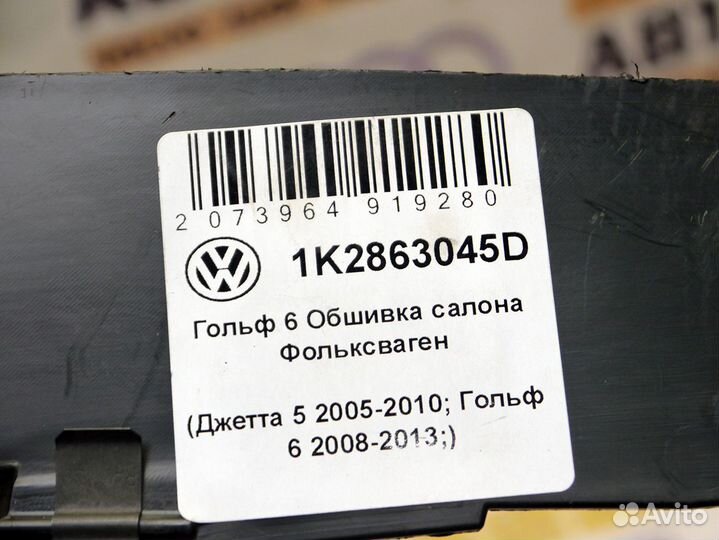 2 073964 919280
1K2863045D
Гольф 6 Обшивка салона
Фольксваген
(Джетта 5 2005-2010; Гольф
6 2008-2013;)
Avito